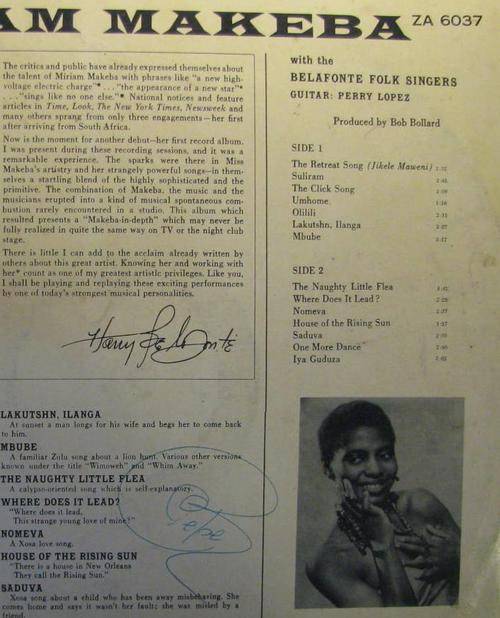 AM MAKEBA ZA 6037
The critics and public have already expressed themselves about
the talent of Miriam Makeba with phrases like "a new high-
voltage electric charge"* . . . "the appearance of a new star"*
. . . "sings like no one else."* National notices and feature
articles in Time, Look, The New York Times, Newsweek and
many others sprang from only three engagements—her first
after arriving from South Africa.
Now is the moment for another debut—her first record album.
I was present during these recording sessions, and it was a
remarkable experience. The sparks were there in Miss
Makeba's artistry and her strangely powerful songs—in them-
selves a startling blend of the highly sophisticated and the
primitive. The combination of Makeba, the music and the
musicians erupted into a kind of musical spontaneous com-
bustion rarely encountered in a studio. This album which
resulted presents a "Makeba-in-depth" which may never be
fully realized in quite the same way on TV or the night club
stage.
There is little I can add to the acclaim already written by
others about this great artist. Knowing her and working with
her* count as one of my greatest artistic privileges. Like you,
I shall be playing and replaying these exciting performances
by one of today's strongest musical personalities.
Harry Belafonte
LAKUTSHN, ILANGA
At sunset a man longs for his wife and begs her to come back
to him.
MBUBE
A familiar Zulu song about a lion hunt. Various other versions
known under the title "Wimoweh" and "Whim Away."
THE NAUGHTY LITTLE FLEA
A calypso-oriented song which is self-explanatory.
WHERE DOES IT LEAD?
"Where does it lead,
This strange young love of mine?"
NOMEVA
A Xosa love song.
HOUSE OF THE RISING SUN
"There is a house in New Orleans
They call the Rising Sun."
SADUVA
Xosa song about a child who has been away misbehaving. She
comes home and says it wasn't her fault; she was misled by a
friend.
with the
BELAFONTE FOLK SINGERS
GUITAR: PERRY LOPEZ
Produced by Bob Bollard
SIDE 1
The Retreat Song (Jikele Maweni)
Suliram
The Click Song
Umhome
Olilili
Lakutshn, Ilanga
Mbube
SIDE 2
The Naughty Little Flea
Where Does It Lead?
Nomeva
House of the Rising Sun
Saduva
One More Dance
Iya Guduza